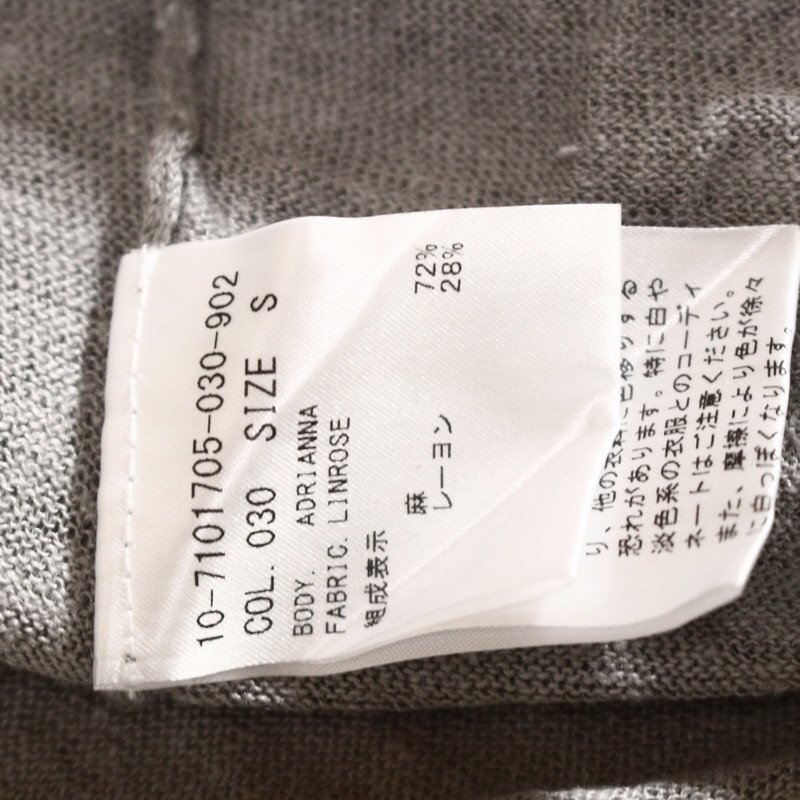 10-7101705-030-902
COL. 030 SIZE S
BODY. ADRIANNA
FABRIC. LINROSE
組成表示
麻 72%
レーヨン 28%
り、他の衣料に色移りする
恐れがあります。特に白や
淡色系の衣服とのコーディ
ネートはご注意ください。
また、摩擦により色が徐々
に白っぽくなります。